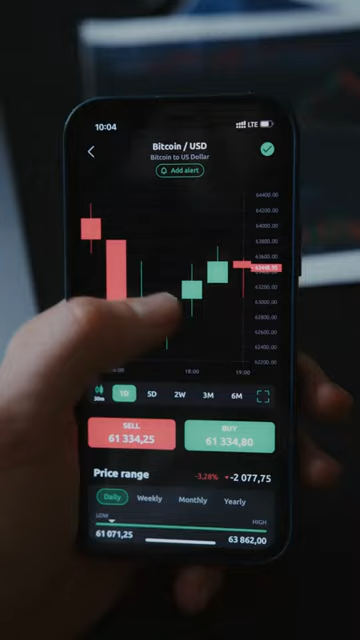 10:04
LTE
Bitcoin / USD
Bitcoin to US Dollar
Add alert
64400.00
64200.00
64000.00
63800.00
63600.00
63448.95
63200.00
63000.00
62800.00
62600.00
62400.00
62200.00
18:00 19:00
30m 1D 5D 2W 3M 6M
SELL BUY
61 334,25 61 334,80
Price range -3,28% -2 077,75
Daily Weekly Monthly Yearly
LOW HIGH
61 071,25 63 862,00